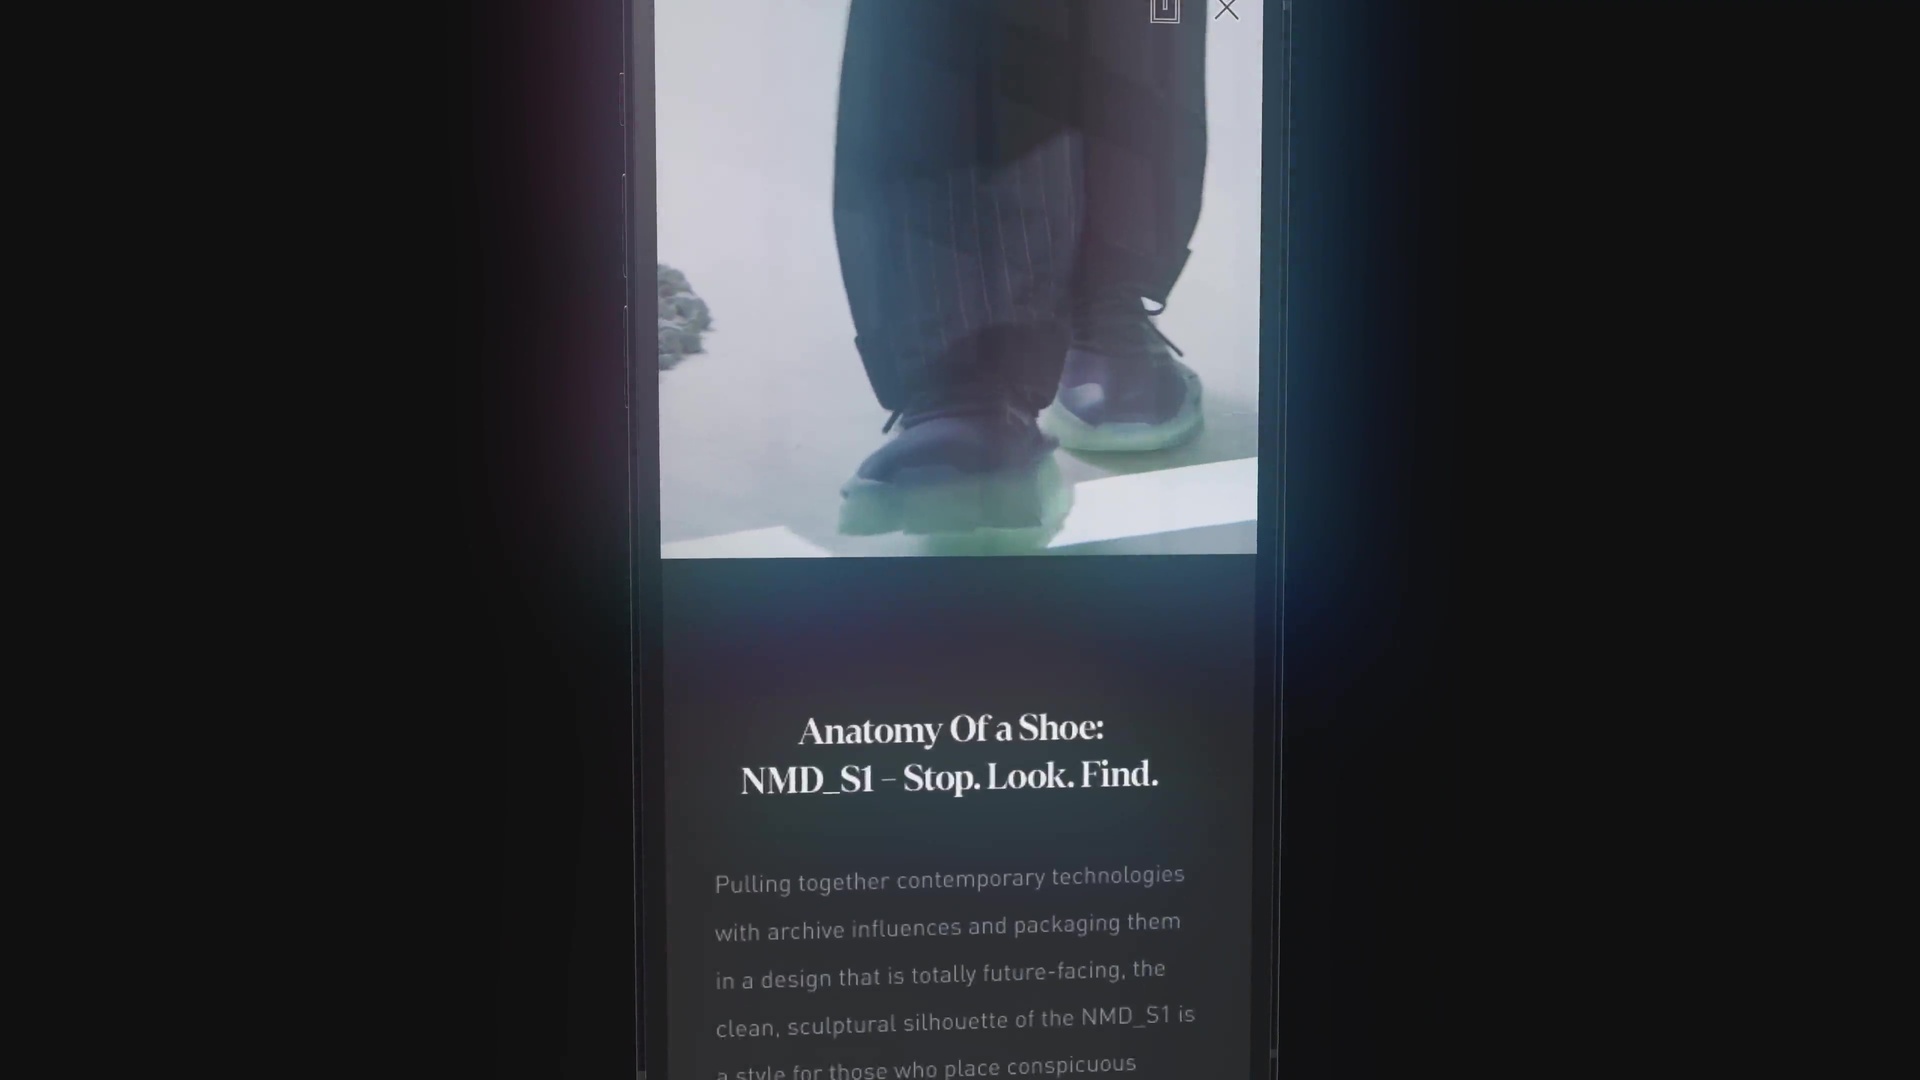 Anatomy Of a Shoe:
NMD_S1 – Stop. Look. Find.
Pulling together contemporary technologies
with archive influences and packaging them
in a design that is totally future-facing, the
clean, sculptural silhouette of the NMD_S1 is
a style for those who place conspicuous